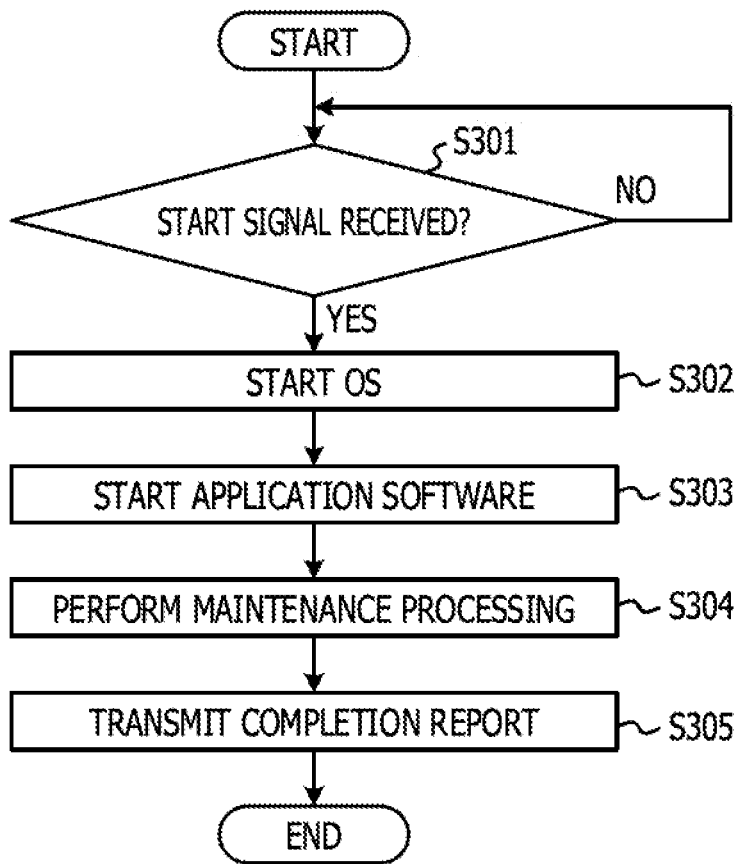 START
S301
START SIGNAL RECEIVED?
NO
YES
START OS
S302
START APPLICATION SOFTWARE
S303
PERFORM MAINTENANCE PROCESSING
S304
TRANSMIT COMPLETION REPORT
S305
END